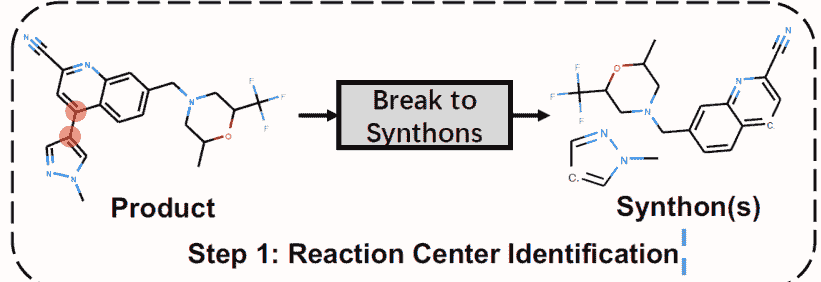 N
N
N
F
F
F
O
N
N
Product
Break to
Synthons
N
N
O
F
F
F
N
C.
N
N
C.
Synthon(s)
Step 1: Reaction Center Identification